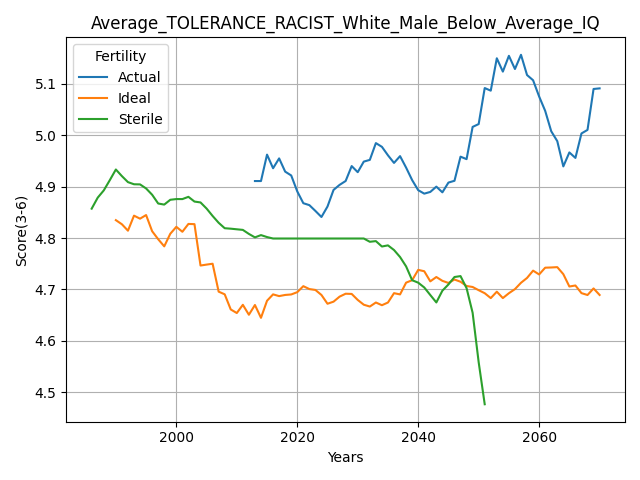 Average_TOLERANCE_RACIST_White_Male_Below_Average_IQ
Fertility
Actual
Ideal
Sterile
Score(3-6)
5.1
5.0
4.9
4.8
4.7
4.6
4.5
2000
2020
2040
2060
Years